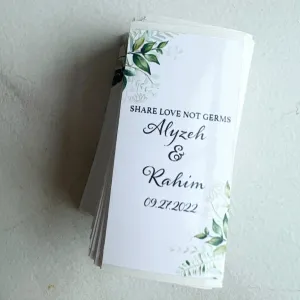 SHARE LOVE NOT GERMS
Alyzeh
&
Rahim
09.27.2022